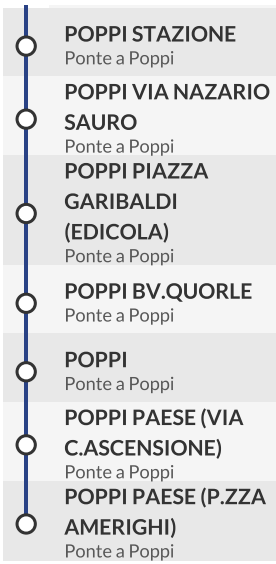 POPPI STAZIONE
Ponte a Poppi
POPPI VIA NAZARIO
SAURO
Ponte a Poppi
POPPI PIAZZA
GARIBALDI
(EDICOLA)
Ponte a Poppi
POPPI BV.QUORLE
Ponte a Poppi
POPPI
Ponte a Poppi
POPPI PAESE (VIA
C.ASCENSIONE)
Ponte a Poppi
POPPI PAESE (P.ZZA
AMERIGHI)
Ponte a Poppi